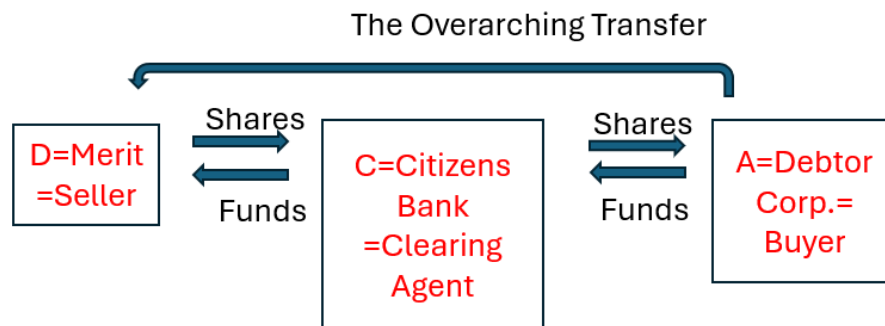 The Overarching Transfer
D=Merit
=Seller
Shares
Funds
C=Citizens
Bank
=Clearing
Agent
Shares
Funds
A=Debtor
Corp.=
Buyer